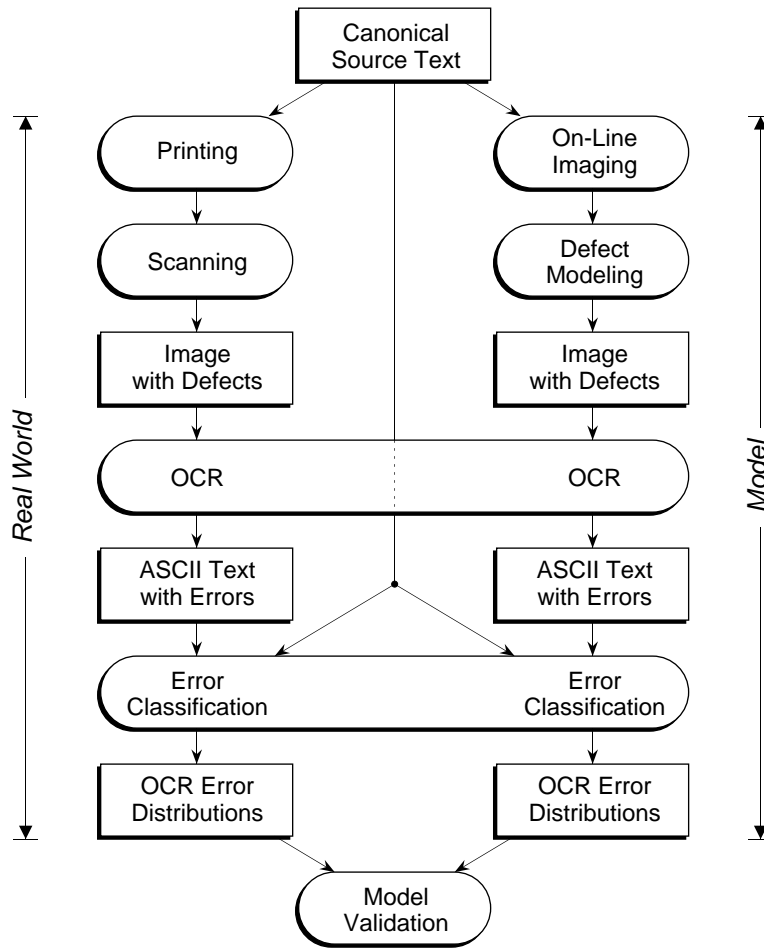 Canonical
Source Text
Printing
On-Line
Imaging
Scanning
Defect
Modeling
Image
with Defects
Image
with Defects
Real World
Model
OCR
OCR
ASCII Text
with Errors
ASCII Text
with Errors
Error
Classification
Error
Classification
OCR Error
Distributions
OCR Error
Distributions
Model
Validation